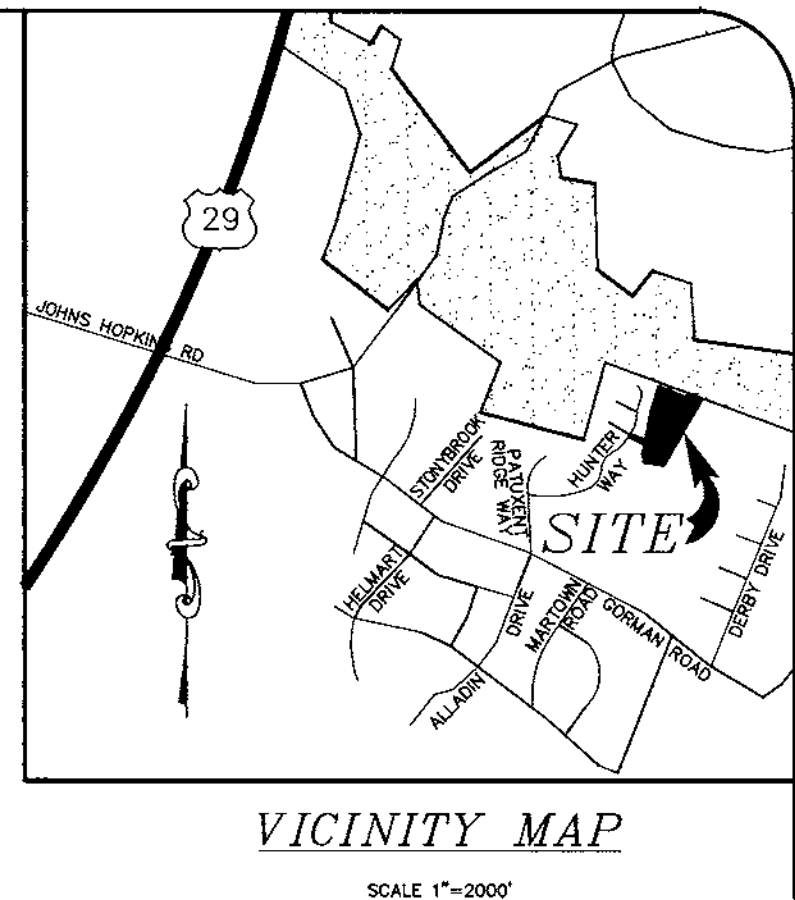 29
JOHNS HOPKINS RD
STONYBROOK
DRIVE
PATUXENT
RIDGE WAY
HUNTER
WAY
SITE
HELMART
DRIVE
ALLADIN
DRIVE
MARTOWN
ROAD
GORMAN ROAD
DERBY DRIVE
VICINITY MAP
SCALE 1"=2000'